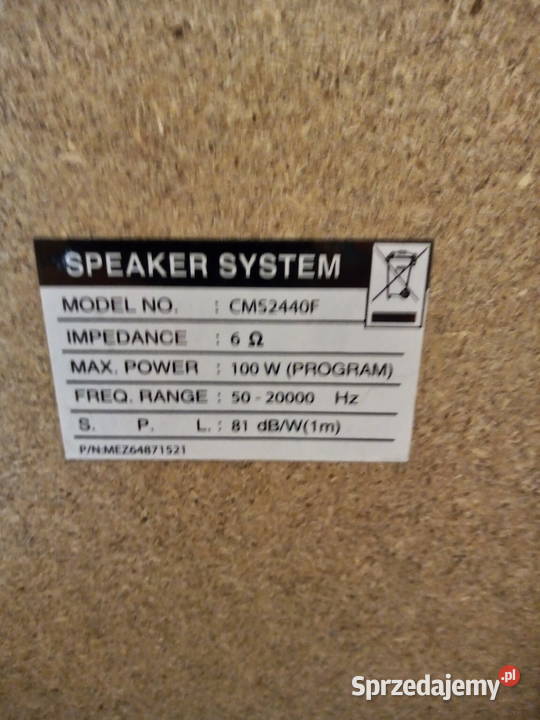 SPEAKER SYSTEM
MODEL NO. : CMS2440F
IMPEDANCE : 6 Ω
MAX. POWER : 100 W (PROGRAM)
FREQ. RANGE : 50 - 20000 Hz
S. P. L. : 81 dB/W(1m)
P/N:MEZ64871521
Sprzedajemy.pl